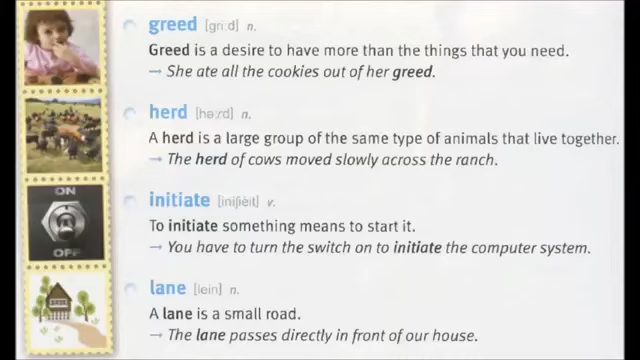 greed [griːd] n.
Greed is a desire to have more than the things that you need.
→ She ate all the cookies out of her greed.
herd [həːrd] n.
A herd is a large group of the same type of animals that live together.
→ The herd of cows moved slowly across the ranch.
ON
OFF
initiate [iniʃièit] v.
To initiate something means to start it.
→ You have to turn the switch on to initiate the computer system.
lane [lein] n.
A lane is a small road.
→ The lane passes directly in front of our house.